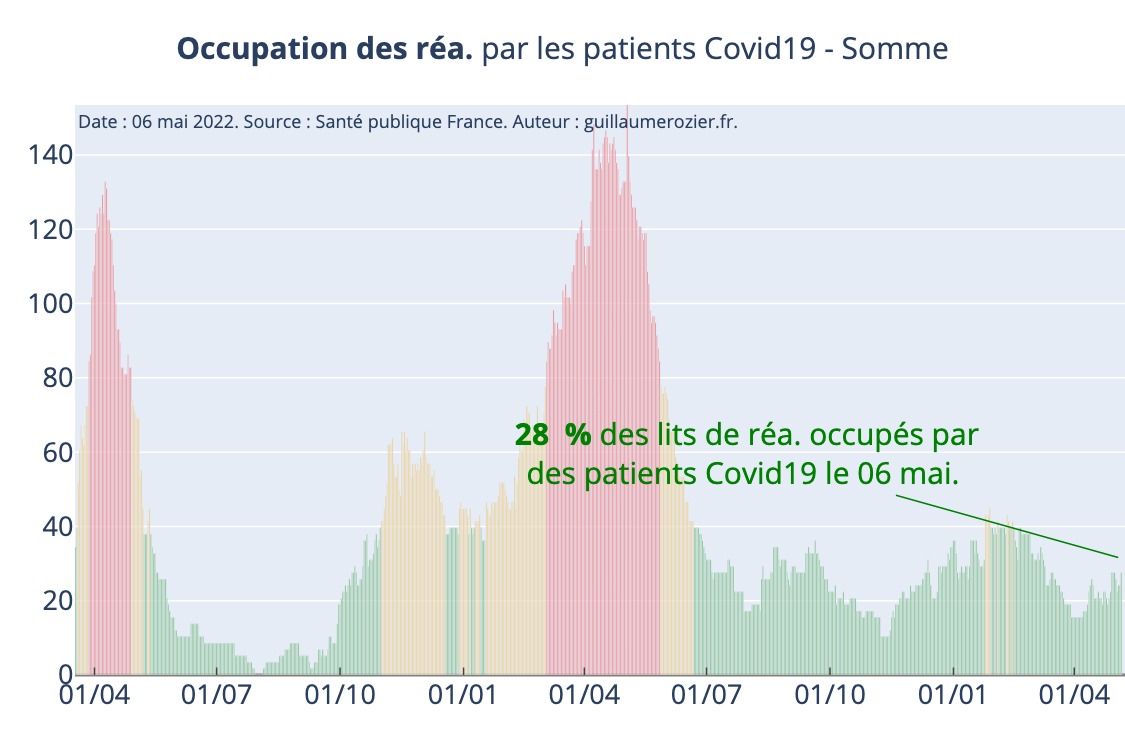 Occupation des réa. par les patients Covid19 - Somme
Date : 06 mai 2022. Source : Santé publique France. Auteur : guillaumerozier.fr.
140
120
100
80
60
40
20
0
28 % des lits de réa. occupés par
des patients Covid19 le 06 mai.
01/04 01/07 01/10 01/01 01/04 01/07 01/10 01/01 01/04